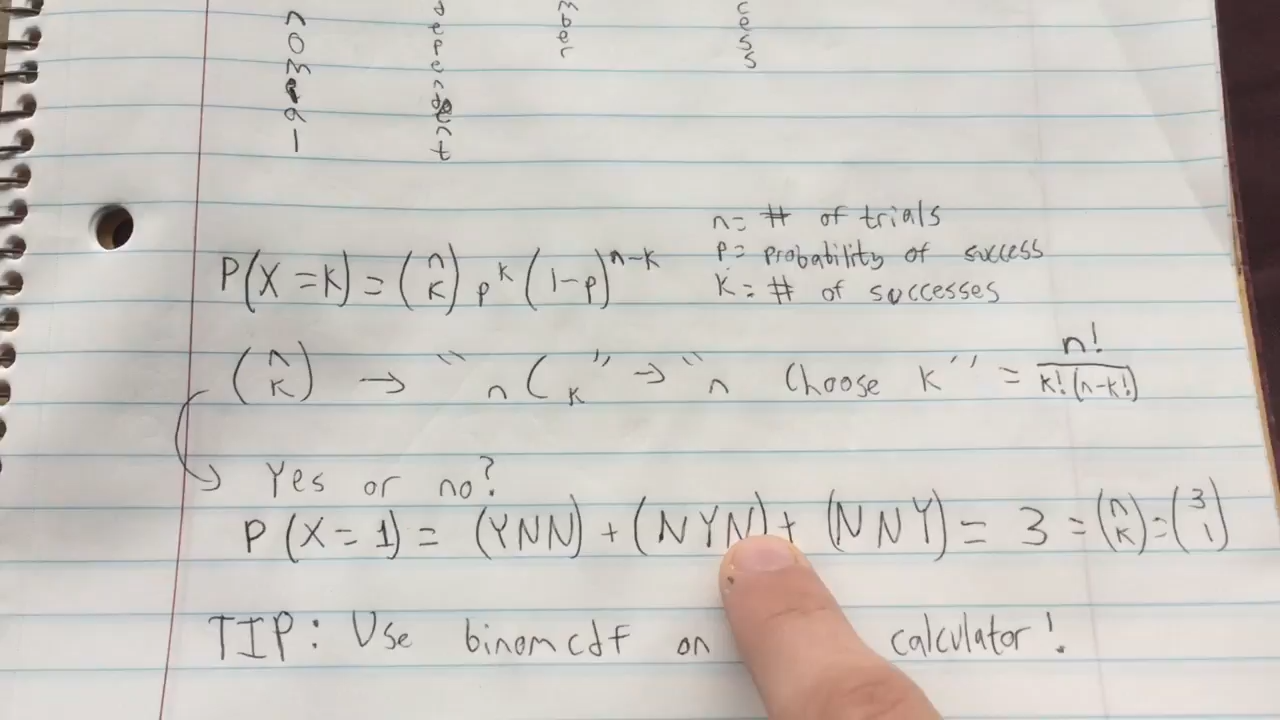 n = # of trials
p = probability of success
k = # of successes
P(X = K) = (n K) p^k (1-p)^n-k
(n K) → "n C k" → "n Choose k" = n! / k! (n-k!)
Yes or no?
P (X = 1) = (YNN) + (NYN) + (NNY) = 3 = (n K) = (3 1)
TIP: Use binomcdf on calculator!